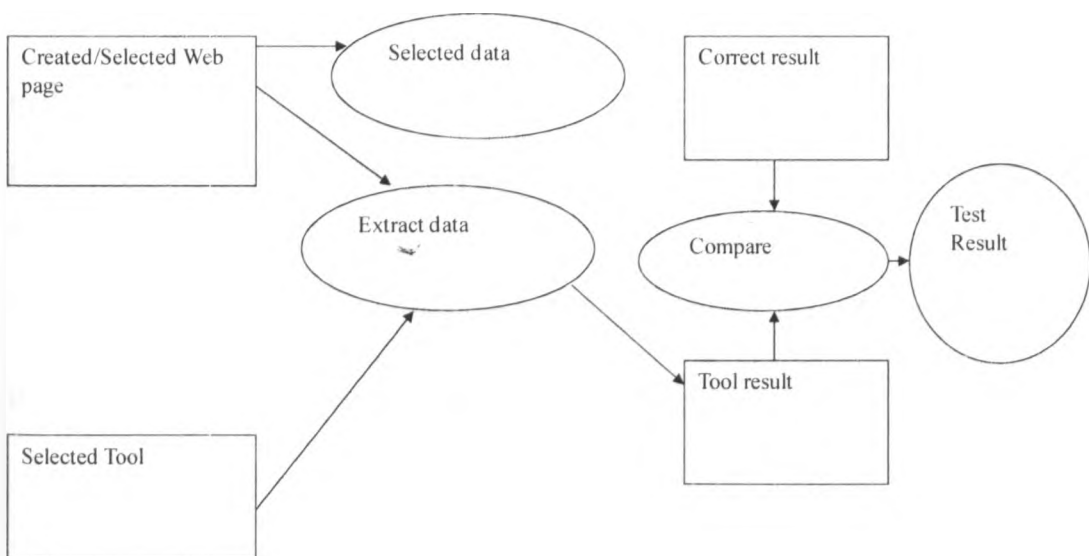 Created/Selected Web
page
Selected data
Correct result
Extract data
Compare
Test
Result
Tool result
Selected Tool